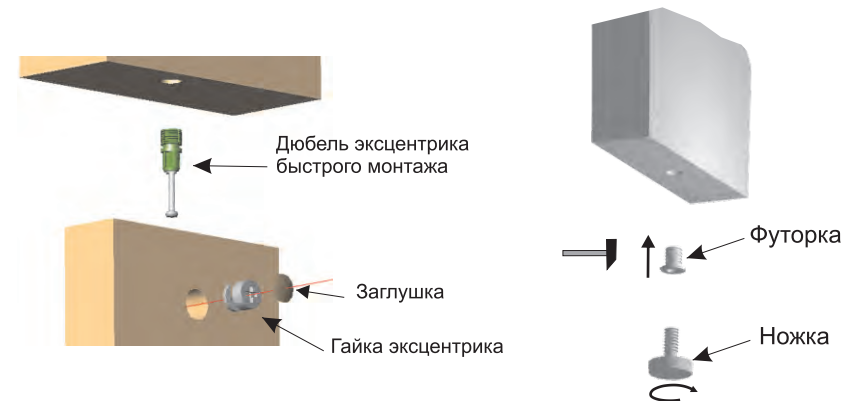 Дюбель эксцентрика
быстрого монтажа
Заглушка
Гайка эксцентрика
Футорка
Ножка